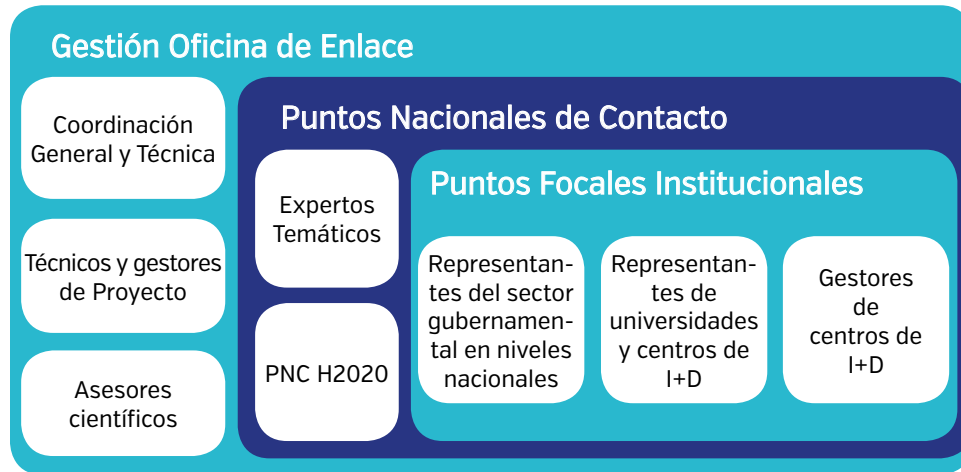 Gestión Oficina de Enlace
Coordinación
General y Técnica
Técnicos y gestores
de Proyecto
Asesores
científicos
Puntos Nacionales de Contacto
Expertos
Temáticos
PNC H2020
Puntos Focales Institucionales
Representan-
tes del sector
gubernamen-
tal en niveles
nacionales
Representan-
tes de
universidades
y centros de
I+D
Gestores
de
centros de
I+D